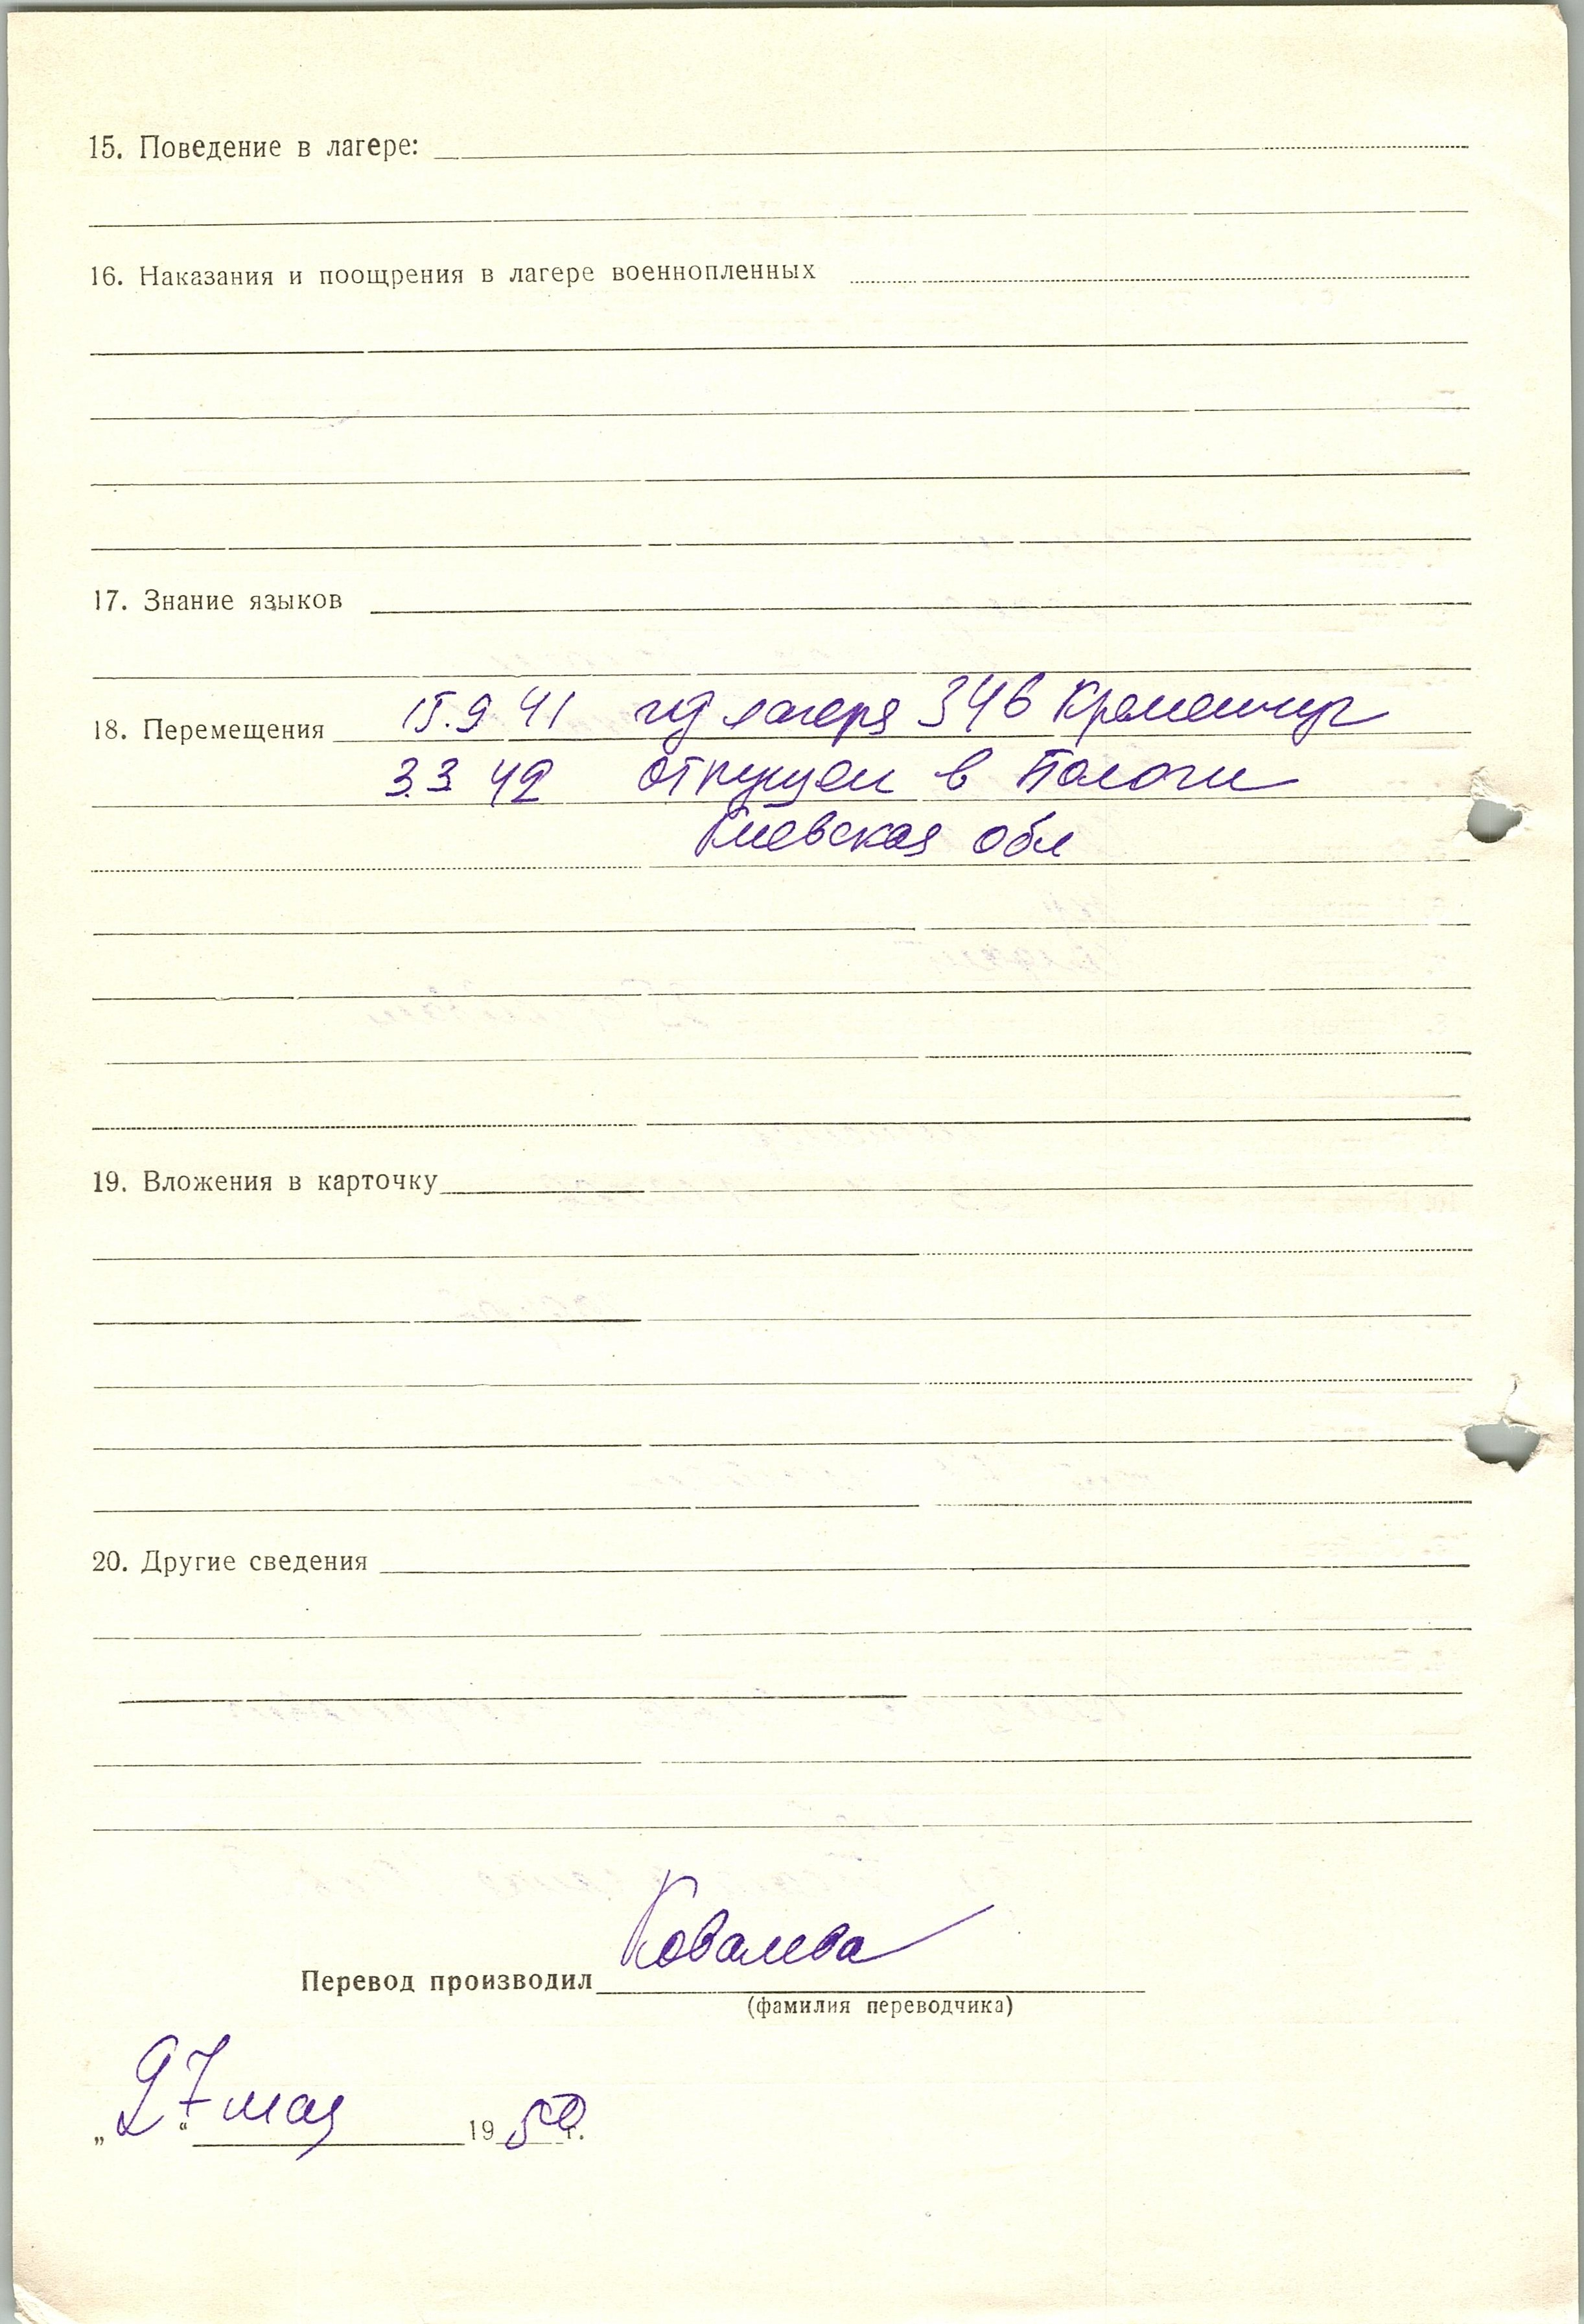 15. Поведение в лагере:
16. Наказания и поощрения в лагере военнопленных
17. Знание языков
18. Перемещения 15.9 41 лагеря 346 Кременчуг
3.3 42 отпущен в Пологи
Киевская обл
19. Вложения в карточку
20. Другие сведения
Перевод производил Ковалева
(фамилия переводчика)
„27“ мая 1950 г.